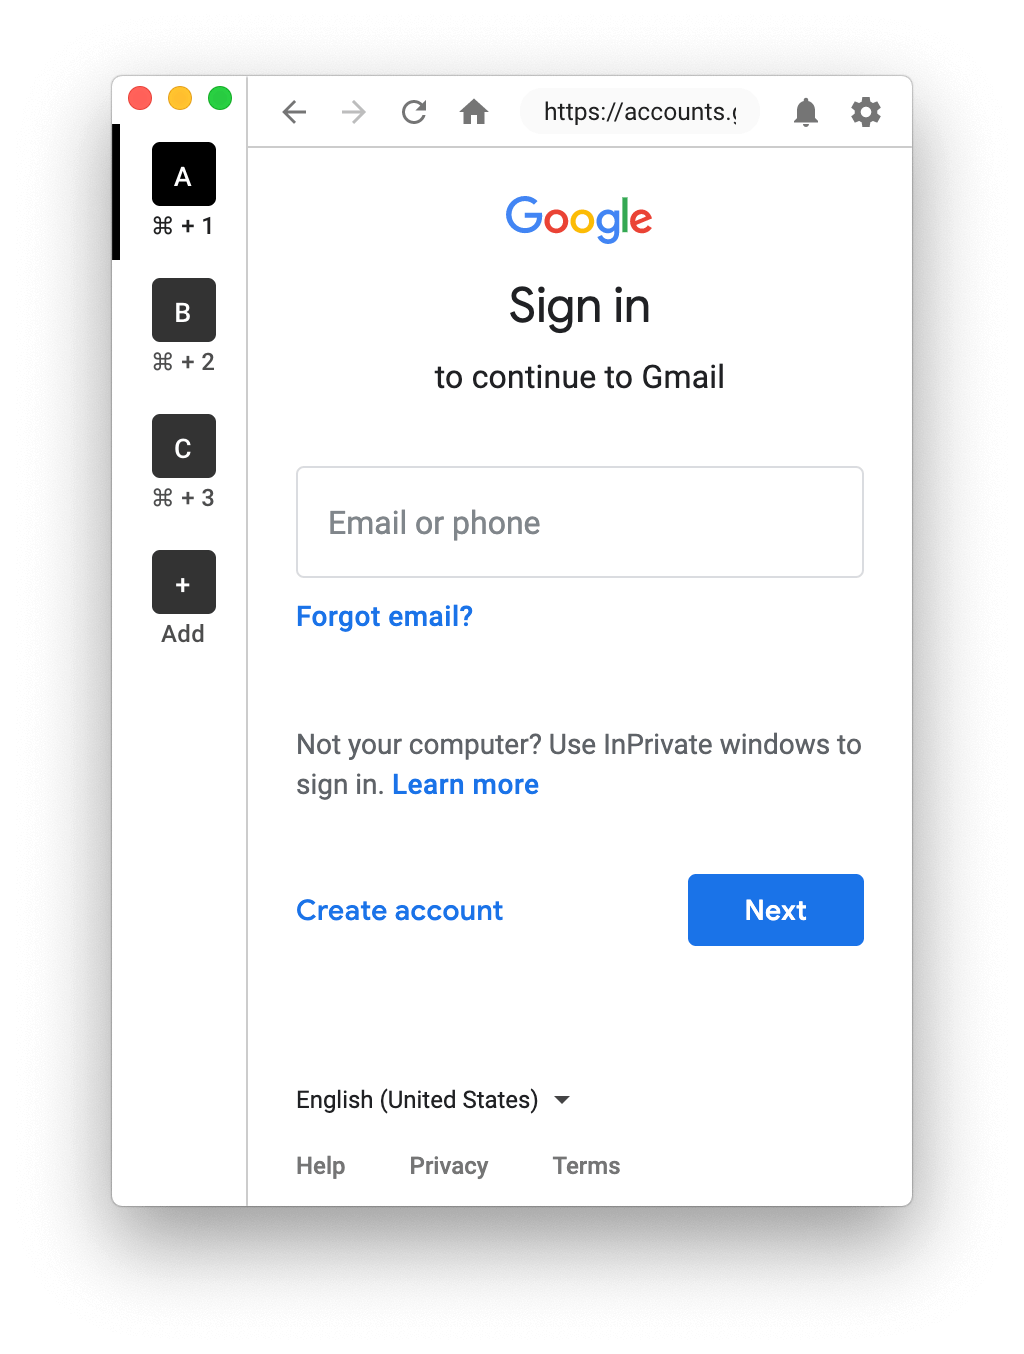 A
⌘ + 1
B
⌘ + 2
C
⌘ + 3
+
Add
https://accounts.g
Google
Sign in
to continue to Gmail
Email or phone
Forgot email?
Not your computer? Use InPrivate windows to
sign in. Learn more
Create account
Next
English (United States)
Help Privacy Terms